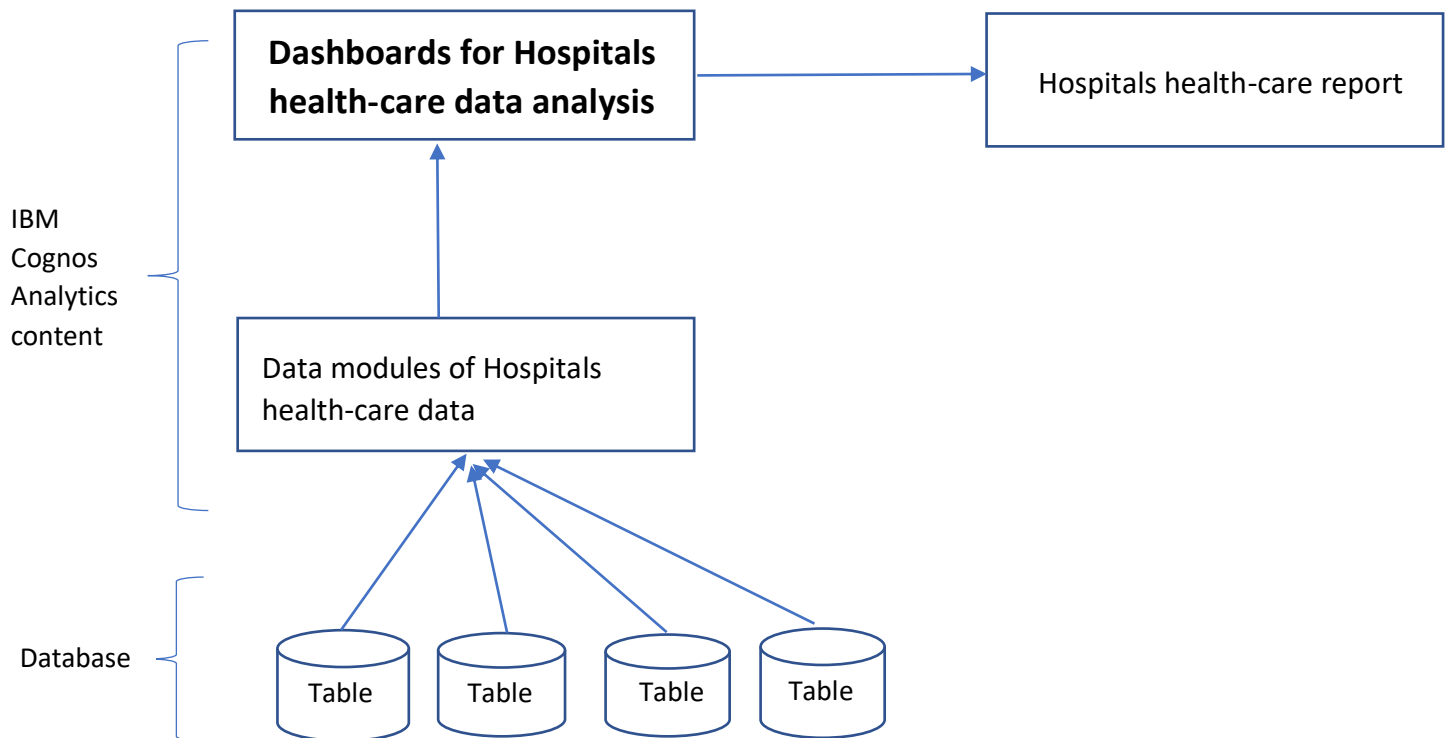 Dashboards for Hospitals
health-care data analysis
Hospitals health-care report
IBM
Cognos
Analytics
content
Data modules of Hospitals
health-care data
Database
Table
Table
Table
Table